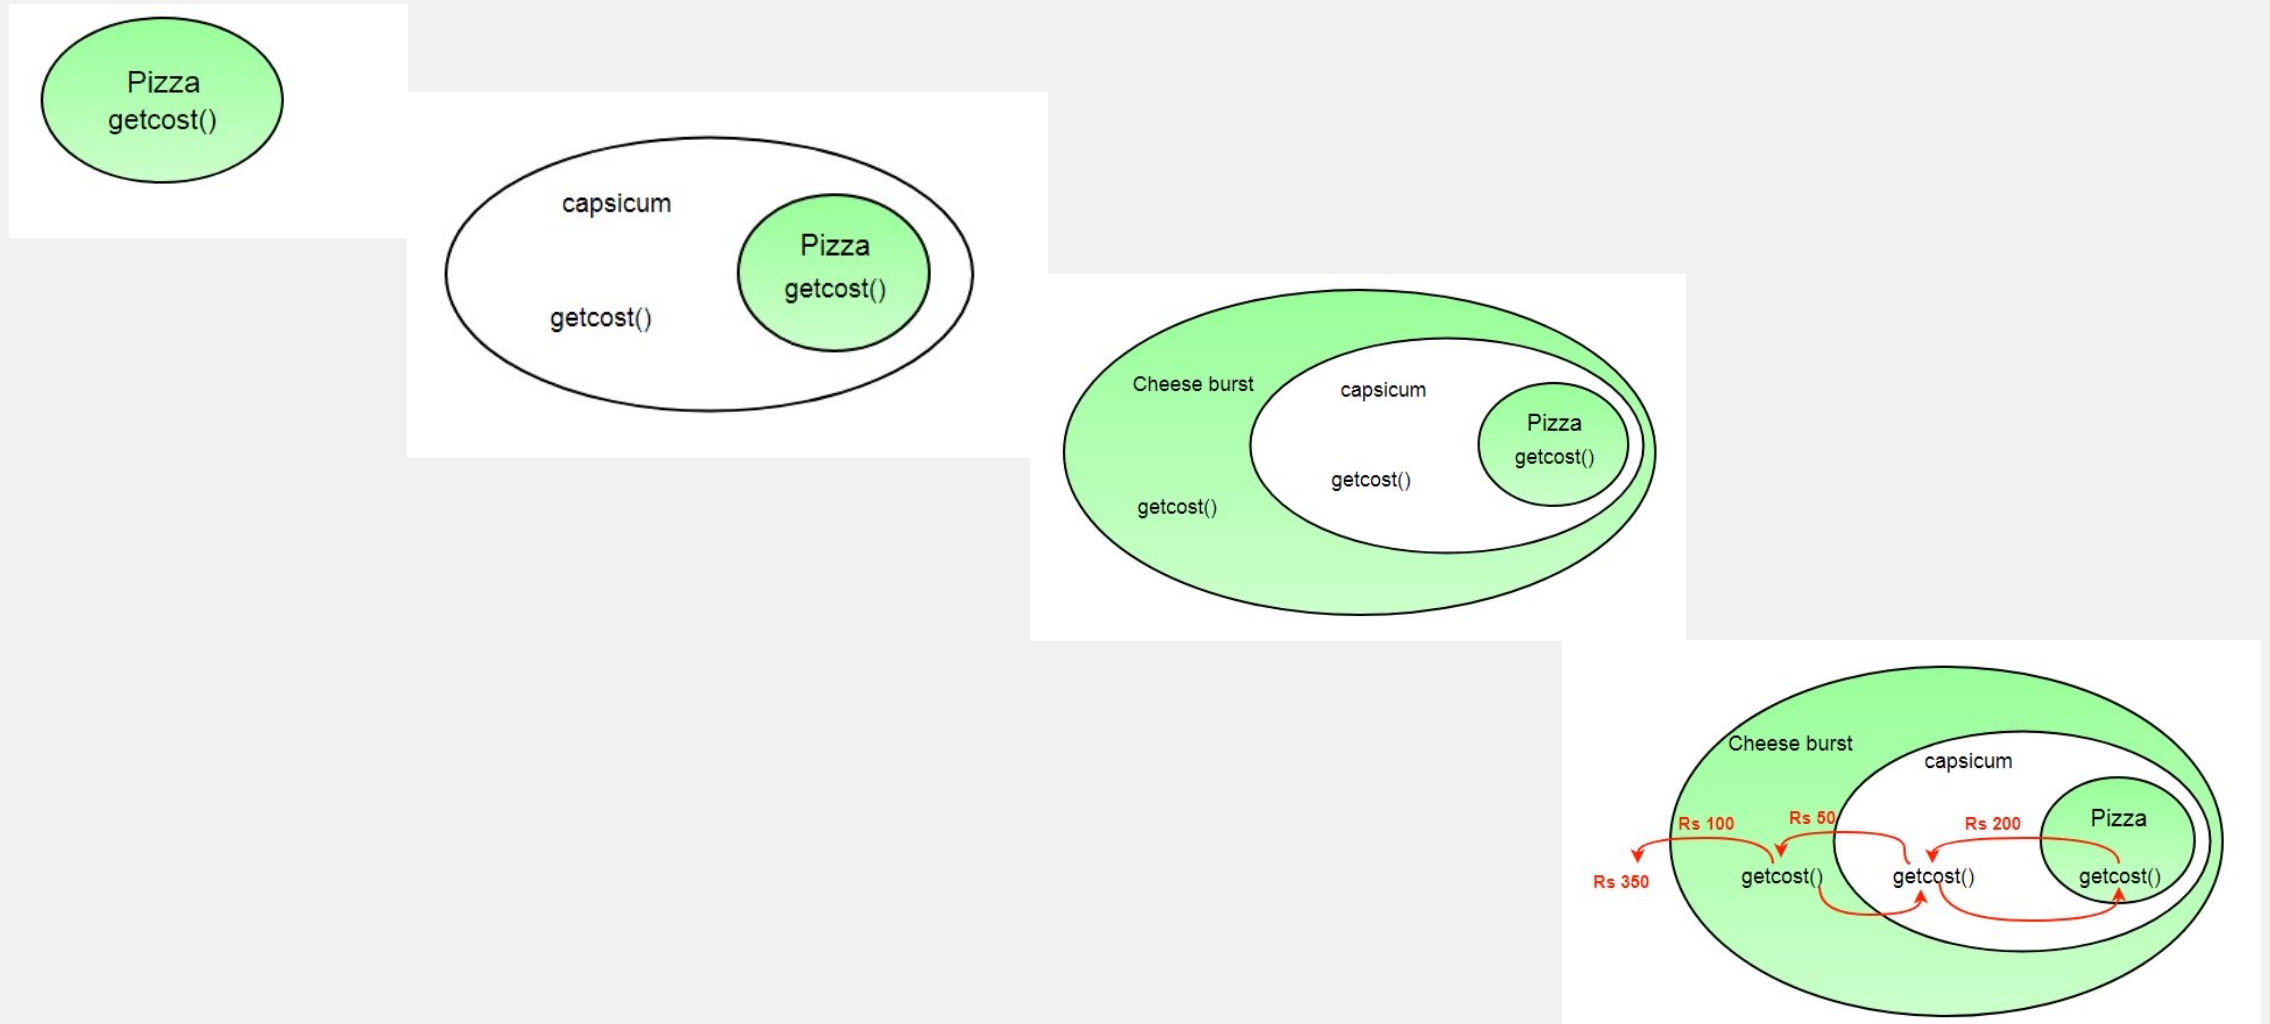 Pizza
getcost()
capsicum
getcost()
Pizza
getcost()
Cheese burst
getcost()
capsicum
getcost()
Pizza
getcost()
Cheese burst
capsicum
Pizza
Rs 100
Rs 50
Rs 200
Rs 350
getcost()
getcost()
getcost()